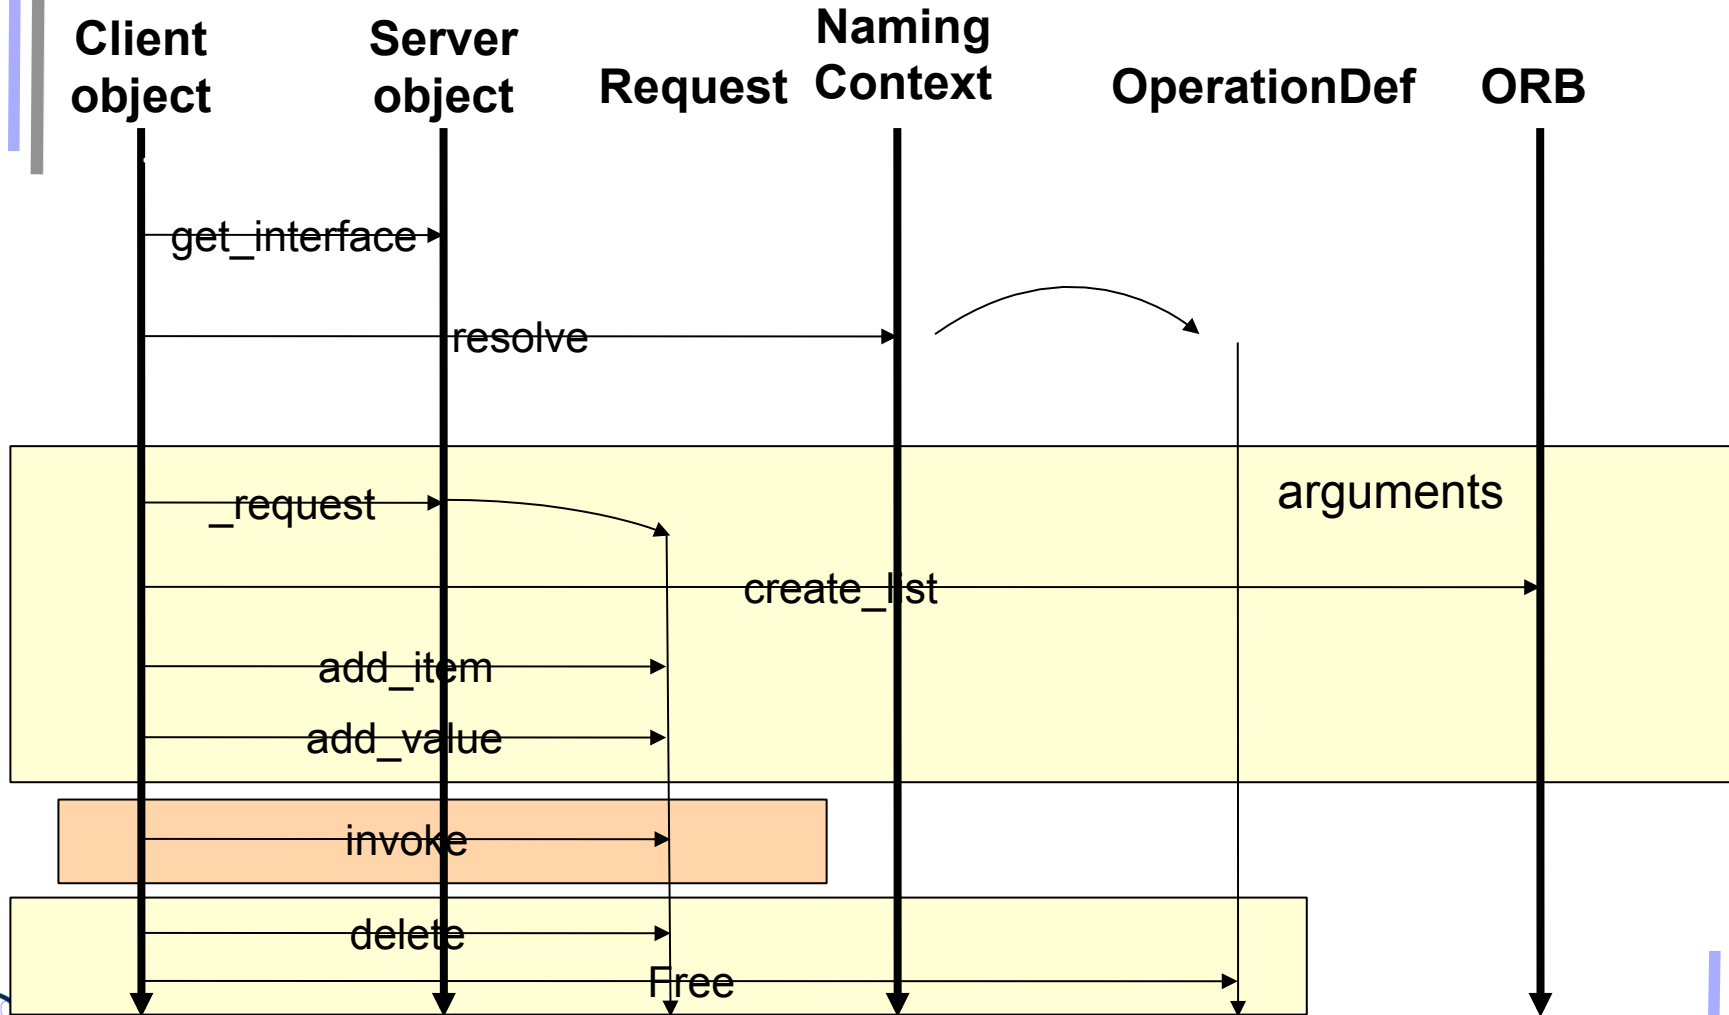 Client
object
Server
object
Request
Naming
Context
OperationDef
ORB
get_interface
resolve
_request
arguments
create_list
add_item
add_value
invoke
delete
Free